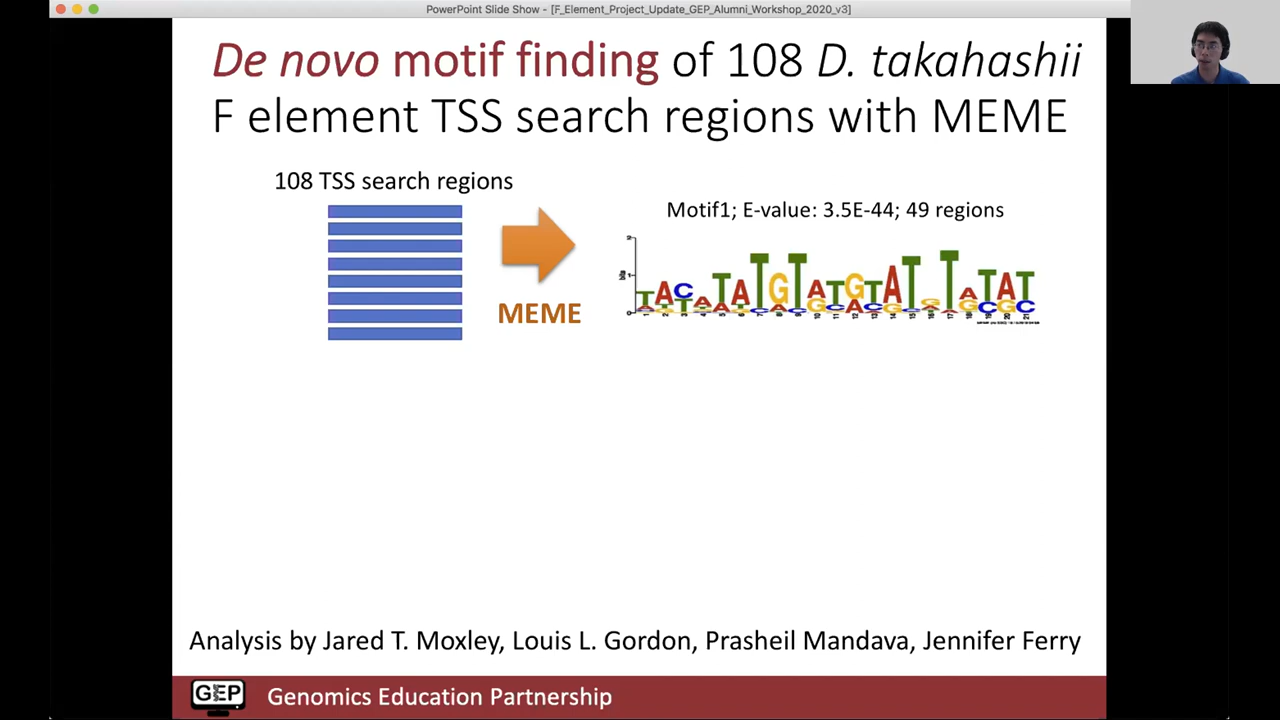 PowerPoint Slide Show - [F_Element_Project_Update_GEP_Alumni_Workshop_2020_v3]
De novo motif finding of 108 D. takahashii
F element TSS search regions with MEME
108 TSS search regions
Motif1; E-value: 3.5E-44; 49 regions
MEME
Analysis by Jared T. Moxley, Louis L. Gordon, Prasheil Mandava, Jennifer Ferry
GEP Genomics Education Partnership